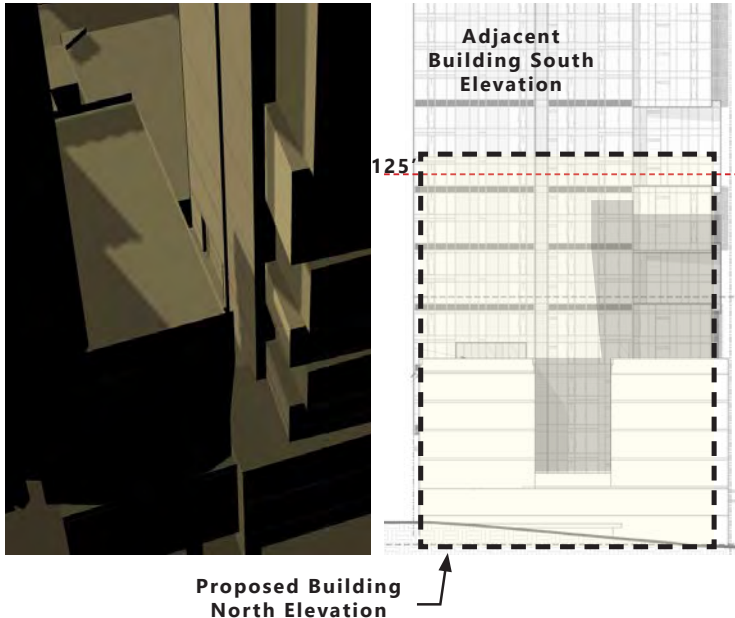 Adjacent
Building South
Elevation
125'
Proposed Building
North Elevation